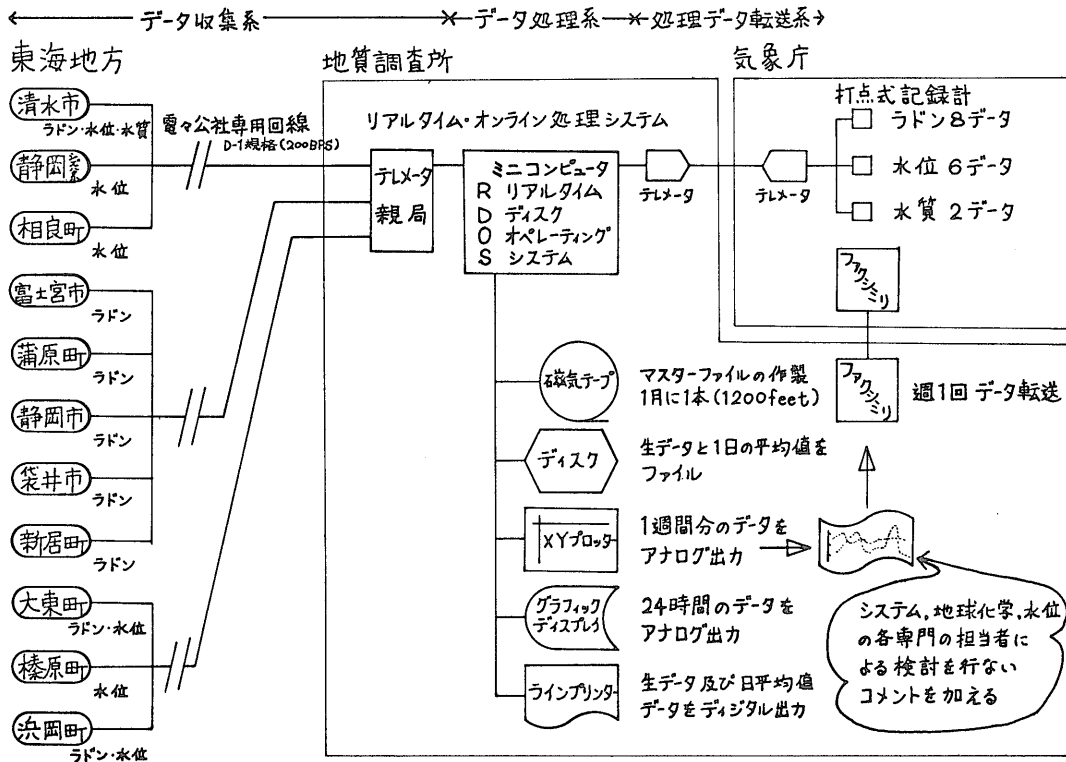 データ収集系
データ処理系
処理データ転送系
東海地方
地質調査所
気象庁
清水市
ラドン・水位・水質
静岡
水位
相良町
水位
富士宮市
ラドン
蒲原町
ラドン
静岡市
ラドン
袋井市
ラドン
新居町
ラドン
大東町
ラドン・水位
榛原町
水位
浜岡町
ラドン・水位
電々公社専用回線
D-1規格(200BPS)
リアルタイム・オンライン処理システム
テレメータ
親局
ミニコンピュータ
R リアルタイム
D ディスク
O オペレーティング
S システム
テレメータ
テレメータ
打点式記録計
ラドン8データ
水位 6データ
水質 2データ
ファクシミリ
ファクシミリ
週1回 データ転送
磁気テープ
マスターファイルの作製
1月に1本(1200feet)
ディスク
生データと1日の平均値を
ファイル
XYプロッター
1週間分のデータを
アナログ出力
グラフィック
ディスプレイ
24時間のデータを
アナログ出力
ラインプリンター
生データ及び日平均値
データをディジタル出力
システム,地球化学,水位
の各専門の担当者に
よる検討を行ない
コメントを加える